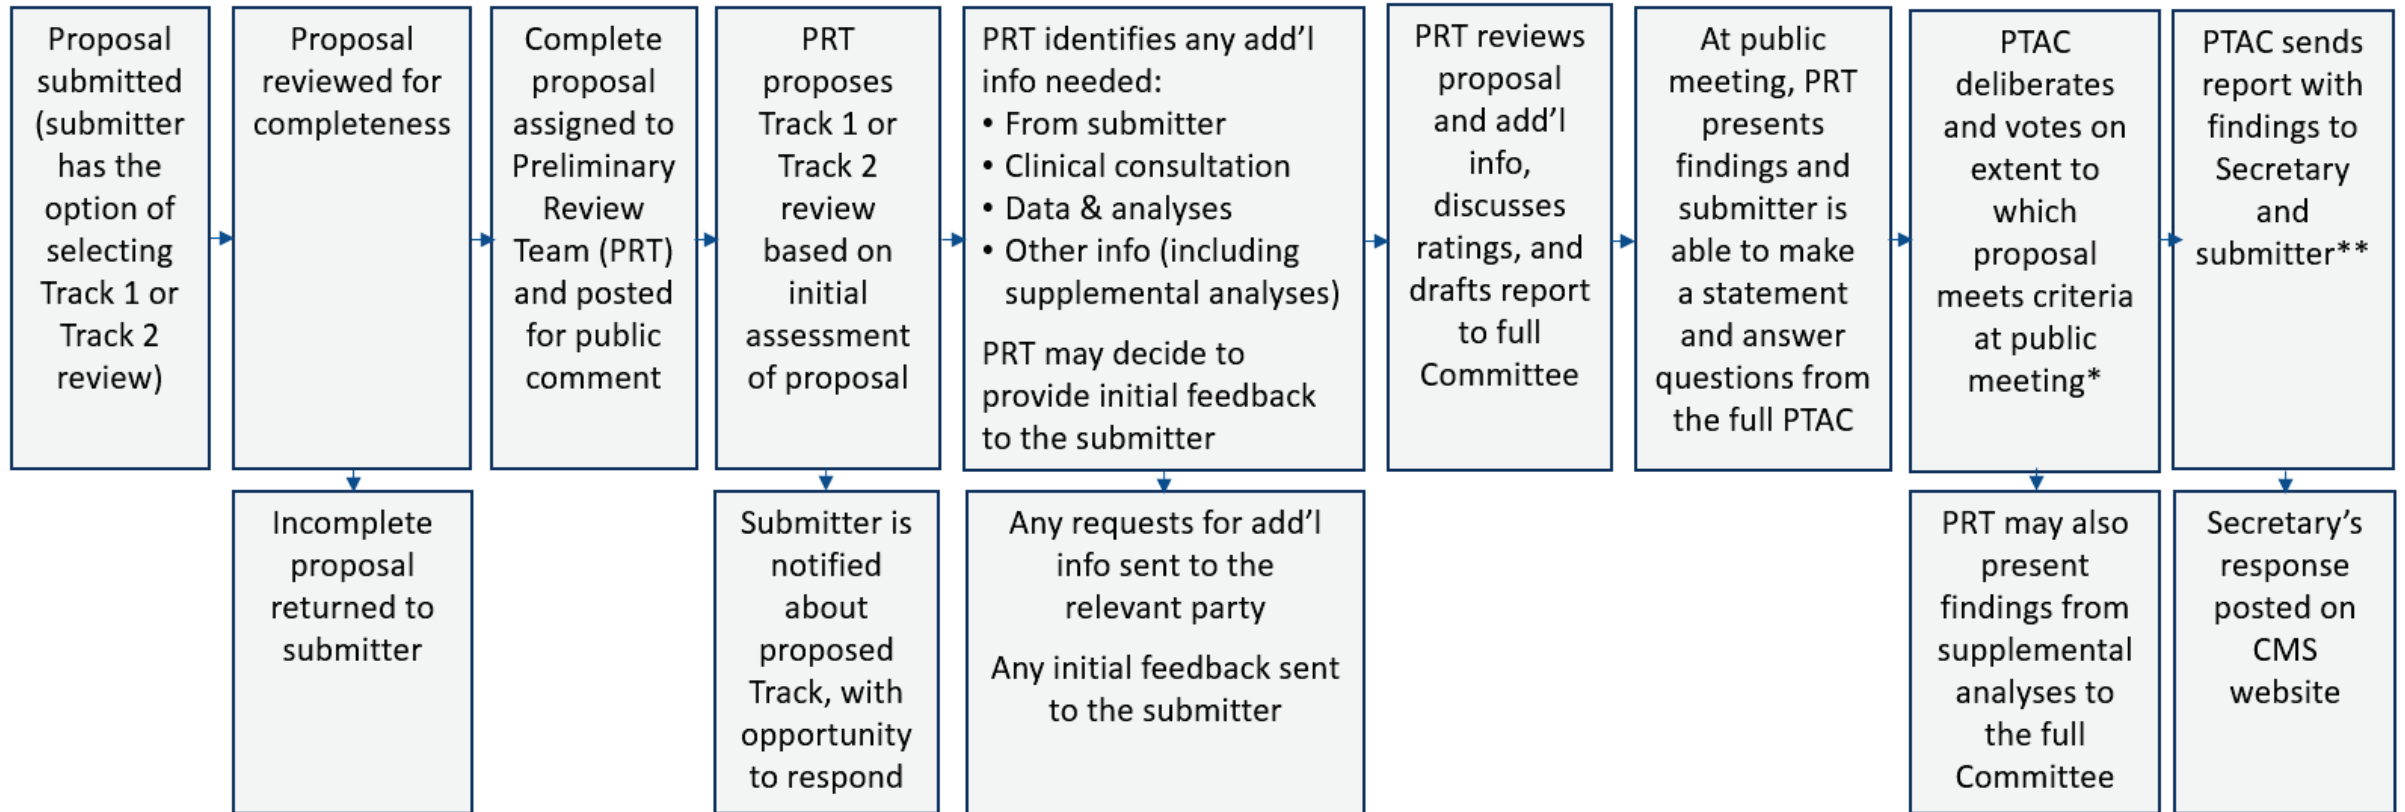 Proposal
submitted
(submitter
has the
option of
selecting
Track 1 or
Track 2
review)
Proposal
reviewed for
completeness
Complete
proposal
assigned to
Preliminary
Review
Team (PRT)
and posted
for public
comment
PRT
proposes
Track 1 or
Track 2
review
based on
initial
assessment
of proposal
PRT identifies any add’l
info needed:
• From submitter
• Clinical consultation
• Data & analyses
• Other info (including
supplemental analyses)
PRT may decide to
provide initial feedback
to the submitter
PRT reviews
proposal
and add’l
info,
discusses
ratings, and
drafts report
to full
Committee
At public
meeting, PRT
presents
findings and
submitter is
able to make
a statement
and answer
questions from
the full PTAC
PTAC
deliberates
and votes on
extent to
which
proposal
meets criteria
at public
meeting*
PTAC sends
report with
findings to
Secretary
and
submitter**
Incomplete
proposal
returned to
submitter
Submitter is
notified
about
proposed
Track, with
opportunity
to respond
Any requests for add’l
info sent to the
relevant party
Any initial feedback sent
to the submitter
PRT may also
present
findings from
supplemental
analyses to
the full
Committee
Secretary’s
response
posted on
CMS
website